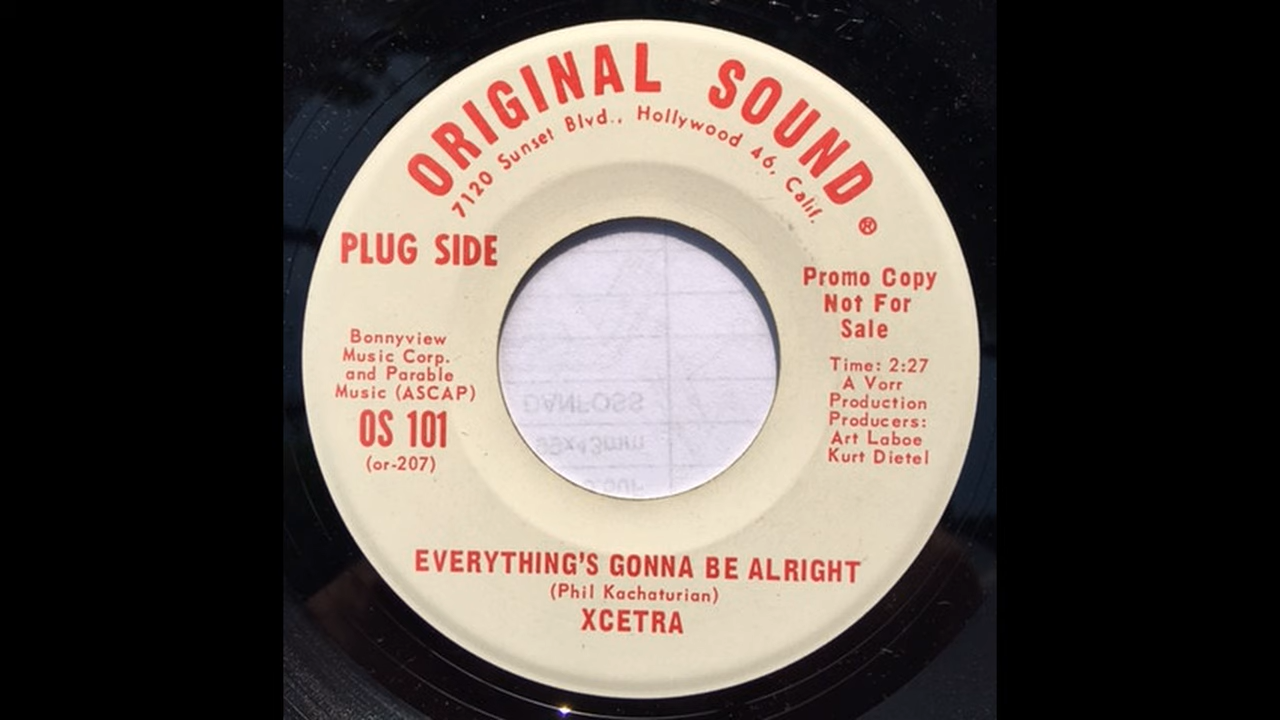 ORIGINAL SOUND ®
7120 Sunset Blvd., Hollywood 46, Calif.
PLUG SIDE
Promo Copy
Not For
Sale
Bonnyview
Music Corp.
and Parable
Music (ASCAP)
OS 101
(or-207)
Time: 2:27
A Vorr
Production
Producers:
Art Laboe
Kurt Dietel
DANFOSS
EVERYTHING'S GONNA BE ALRIGHT
(Phil Kachaturian)
XCETRA